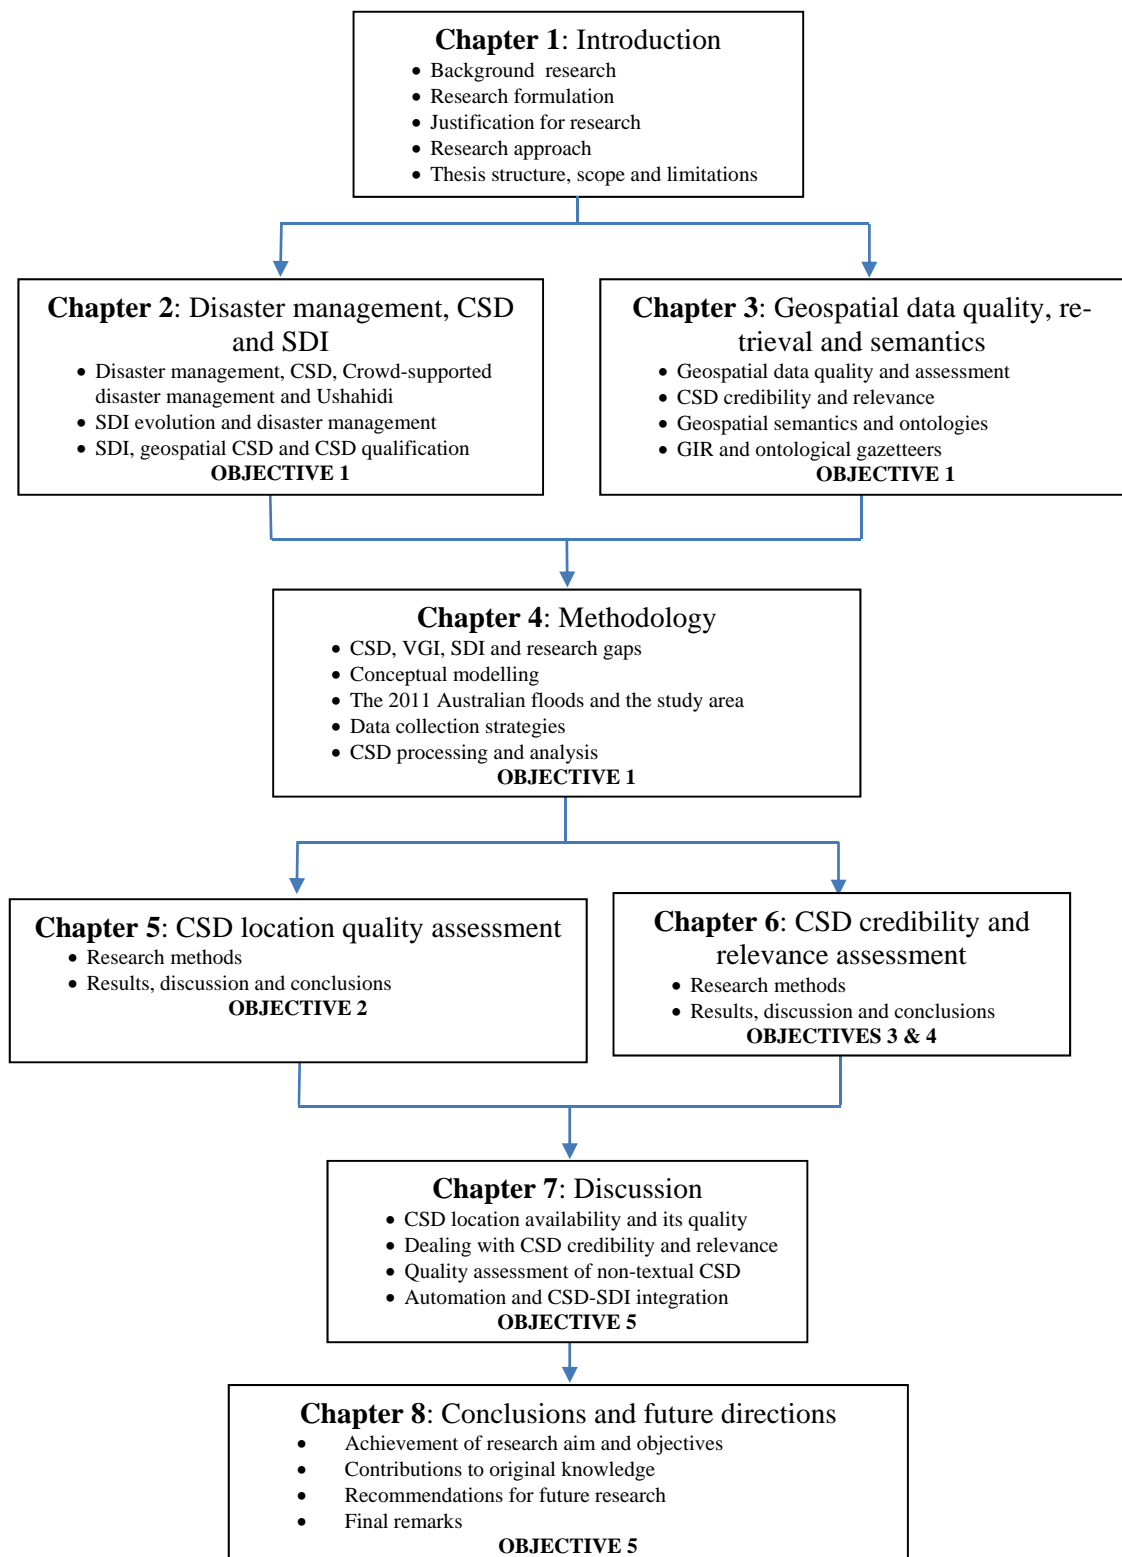 Chapter 1: Introduction
• Background research
• Research formulation
• Justification for research
• Research approach
• Thesis structure, scope and limitations
Chapter 2: Disaster management, CSD
and SDI
• Disaster management, CSD, Crowd-supported
disaster management and Ushahidi
• SDI evolution and disaster management
• SDI, geospatial CSD and CSD qualification
OBJECTIVE 1
Chapter 3: Geospatial data quality, re-
trieval and semantics
• Geospatial data quality and assessment
• CSD credibility and relevance
• Geospatial semantics and ontologies
• GIR and ontological gazetteers
OBJECTIVE 1
Chapter 4: Methodology
• CSD, VGI, SDI and research gaps
• Conceptual modelling
• The 2011 Australian floods and the study area
• Data collection strategies
• CSD processing and analysis
OBJECTIVE 1
Chapter 5: CSD location quality assessment
• Research methods
• Results, discussion and conclusions
OBJECTIVE 2
Chapter 6: CSD credibility and
relevance assessment
• Research methods
• Results, discussion and conclusions
OBJECTIVES 3 & 4
Chapter 7: Discussion
• CSD location availability and its quality
• Dealing with CSD credibility and relevance
• Quality assessment of non-textual CSD
• Automation and CSD-SDI integration
OBJECTIVE 5
Chapter 8: Conclusions and future directions
• Achievement of research aim and objectives
• Contributions to original knowledge
• Recommendations for future research
• Final remarks
OBJECTIVE 5